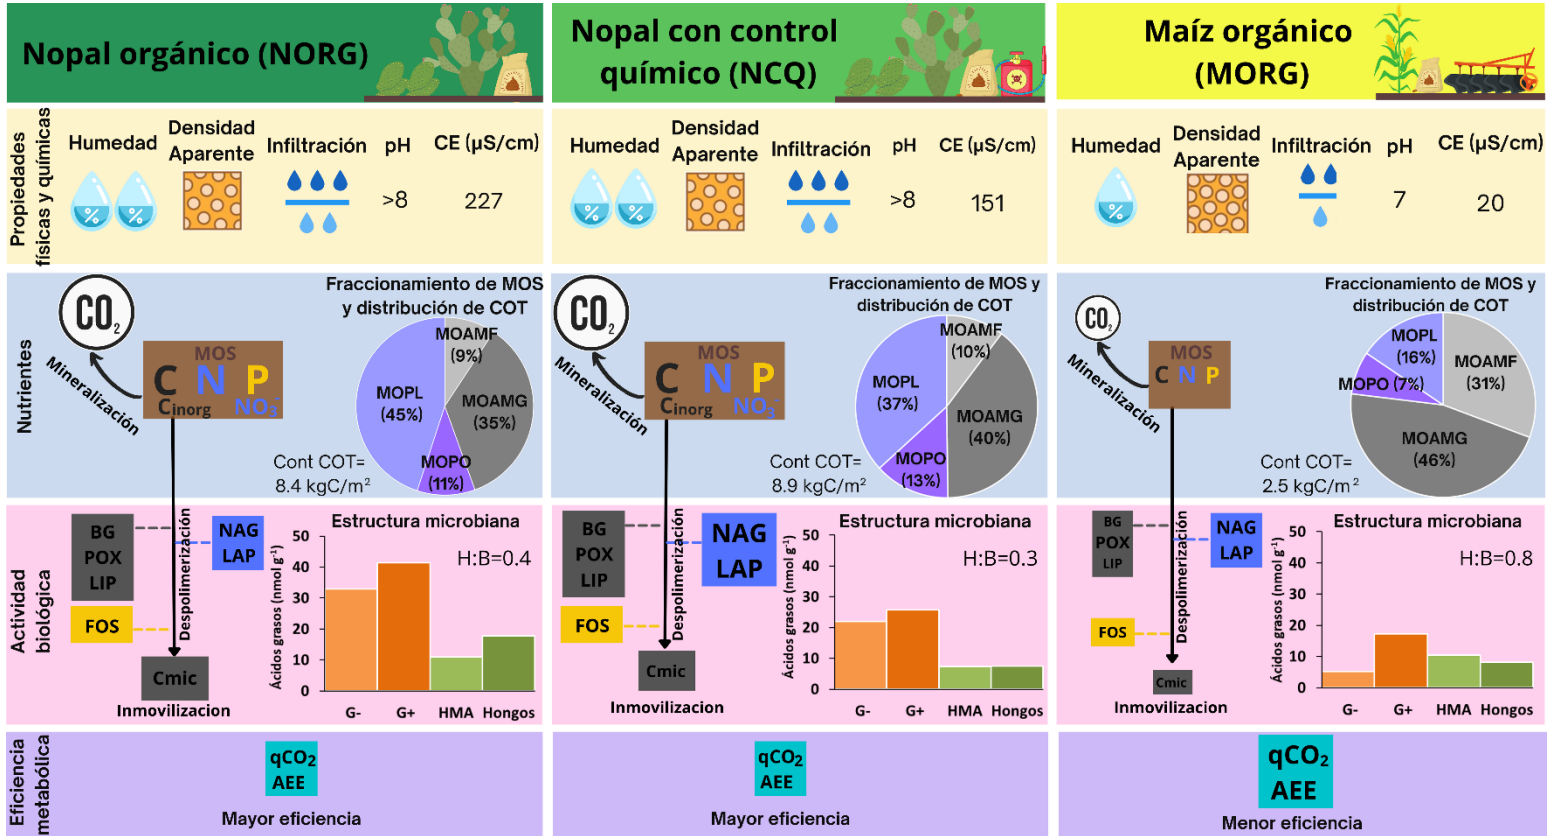 Nopal orgánico (NORG)
Nopal con control
químico (NCQ)
Maíz orgánico
(MORG)
Propiedades
físicas y químicas
Humedad
Densidad
Aparente
Infiltración
pH
CE (µS/cm)
%
%
>8
227
Humedad
Densidad
Aparente
Infiltración
pH
CE (µS/cm)
%
%
>8
151
Humedad
Densidad
Aparente
Infiltración
pH
CE (µS/cm)
%
7
20
Nutrientes
CO₂
Mineralización
MOS
C N P
Cinorg
NO₃⁻
Fraccionamiento de MOS
y distribución de COT
MOAMF
(9%)
MOPL
(45%)
MOAMG
(35%)
MOPO
(11%)
Cont COT=
8.4 kgC/m²
CO₂
Mineralización
MOS
C N P
Cinorg
NO₃⁻
Fraccionamiento de MOS y
distribución de COT
MOAMF
(10%)
MOPL
(37%)
MOAMG
(40%)
MOPO
(13%)
Cont COT=
8.9 kgC/m²
CO₂
Mineralización
MOS
C N P
Fraccionamiento de MOS y
distribución de COT
MOPL
(16%)
MOAMF
(31%)
MOPO (7%)
MOAMG
(46%)
Cont COT=
2.5 kgC/m²
Actividad
biológica
BG
POX
LIP
NAG
LAP
FOS
Despolimerización
Cmic
Inmovilizacion
Estructura microbiana
H:B=0.4
Ácidos grasos (nmol g⁻¹)
50
40
30
20
10
0
G- G+ HMA Hongos
BG
POX
LIP
NAG
LAP
FOS
Despolimerización
Cmic
Inmovilizacion
Estructura microbiana
H:B=0.3
Ácidos grasos (nmol g⁻¹)
50
40
30
20
10
0
G- G+ HMA Hongos
BG
POX
LIP
NAG
LAP
FOS
Despolimerización
Cmic
Inmovilizacion
Estructura microbiana
H:B=0.8
Ácidos grasos (nmol g⁻¹)
50
40
30
20
10
0
G- G+ HMA Hongos
Eficiencia
metabólica
qCO₂
AEE
Mayor eficiencia
qCO₂
AEE
Mayor eficiencia
qCO₂
AEE
Menor eficiencia